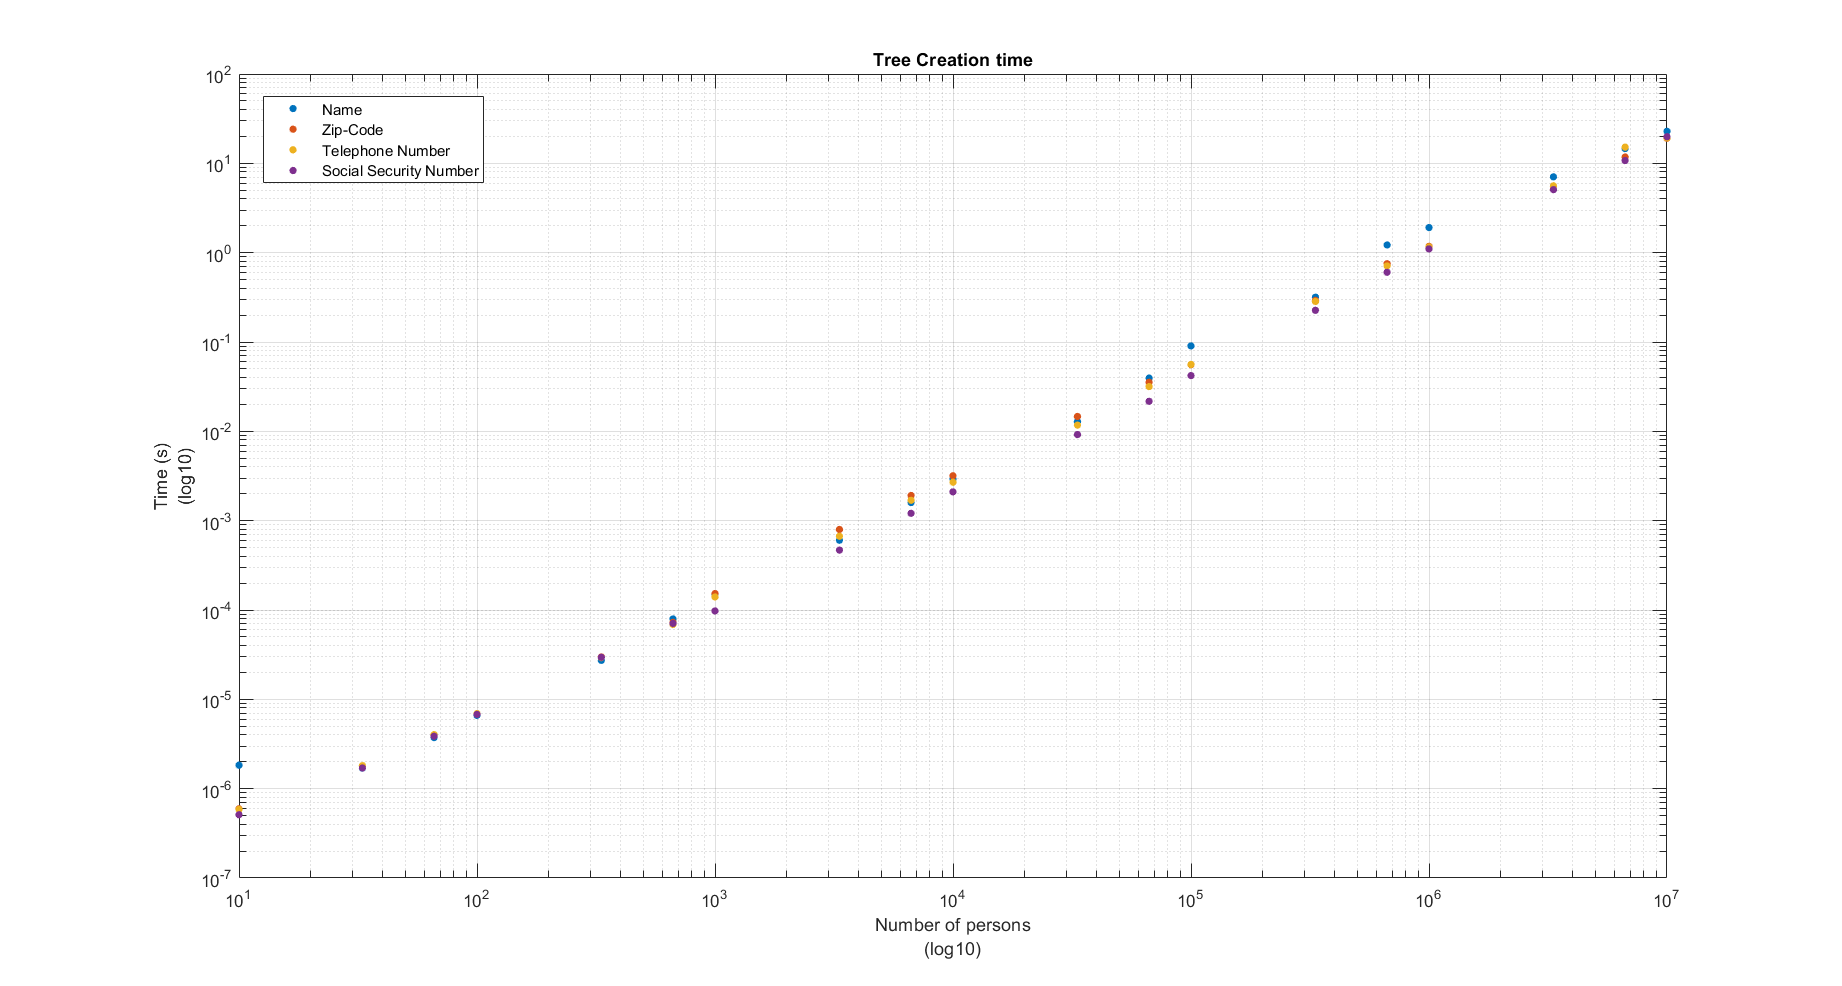 Tree Creation time
Name
Zip-Code
Telephone Number
Social Security Number
10^2
10^1
10^0
10^-1
10^-2
10^-3
10^-4
10^-5
10^-6
10^-7
Time (s)
(log10)
10^1 10^2 10^3 10^4 10^5 10^6 10^7
Number of persons
(log10)